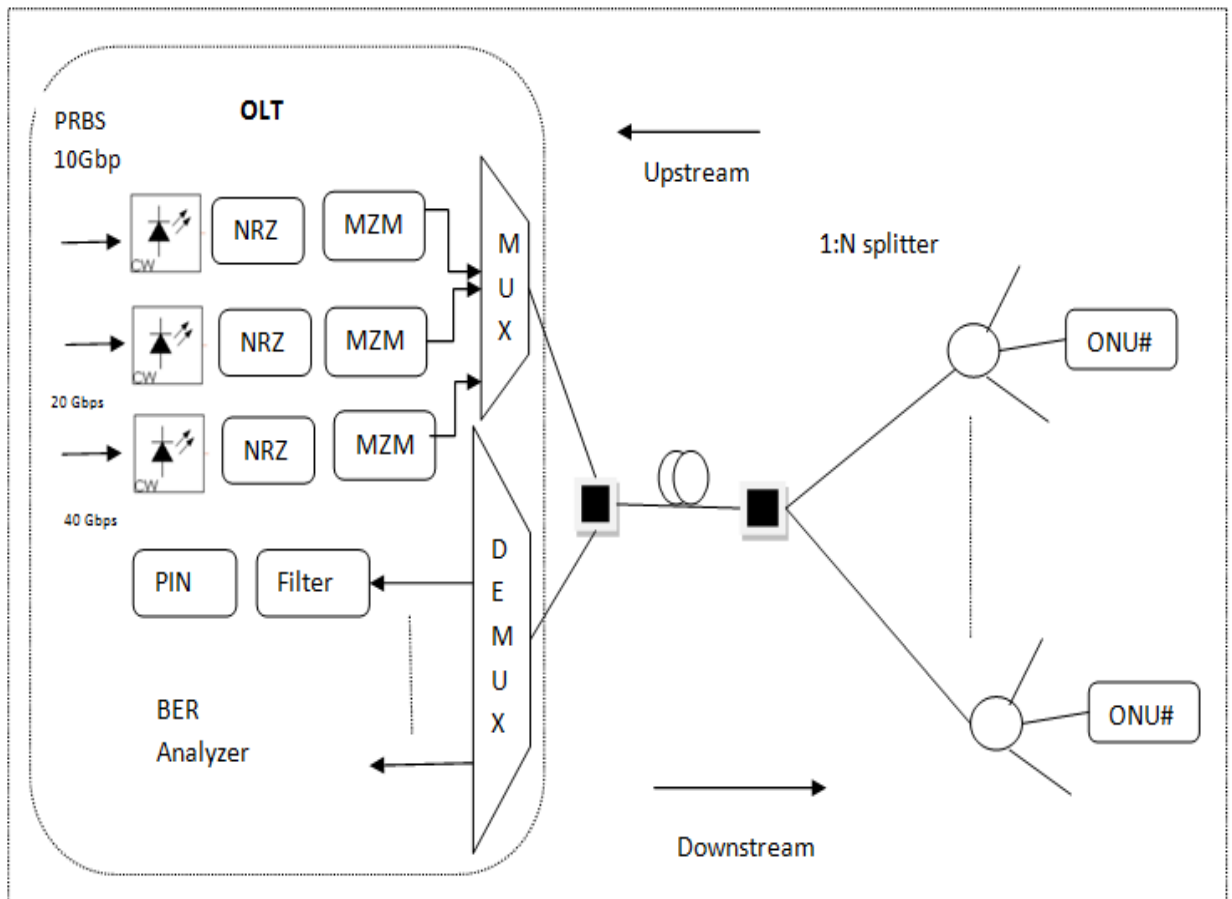 OLT
PRBS
10Gbp
Upstream
1:N splitter
CW
NRZ
MZM
CW
NRZ
MZM
20 Gbps
CW
NRZ
MZM
40 Gbps
M
U
X
ONU#
PIN
Filter
D
E
M
U
X
BER
Analyzer
ONU#
Downstream